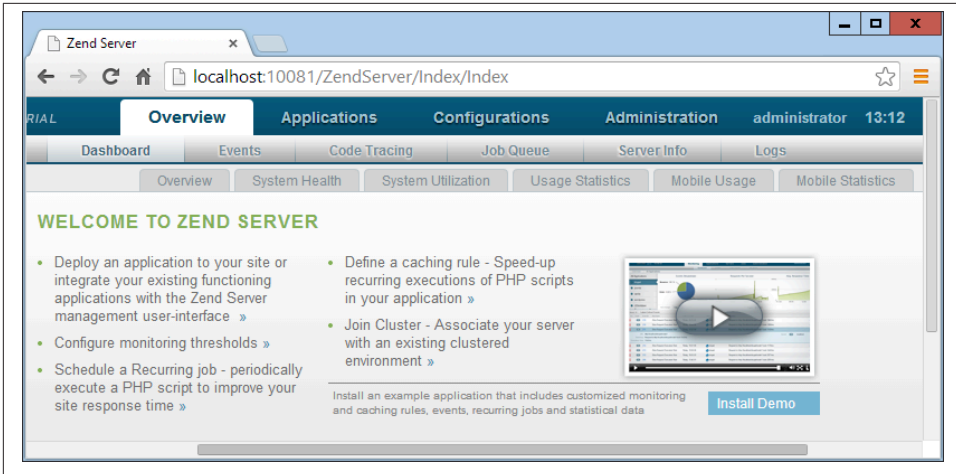 Zend Server
localhost:10081/ZendServer/Index/Index
RIAL Overview Applications Configurations Administration administrator 13:12
Dashboard Events Code Tracing Job Queue Server Info Logs
Overview System Health System Utilization Usage Statistics Mobile Usage Mobile Statistics
WELCOME TO ZEND SERVER
• Deploy an application to your site or
integrate your existing functioning
applications with the Zend Server
management user-interface »
• Configure monitoring thresholds »
• Schedule a Recurring job - periodically
execute a PHP script to improve your
site response time »
• Define a caching rule - Speed-up
recurring executions of PHP scripts
in your application »
• Join Cluster - Associate your server
with an existing clustered
environment »
Install an example application that includes customized monitoring
and caching rules, events, recurring jobs and statistical data
Install Demo